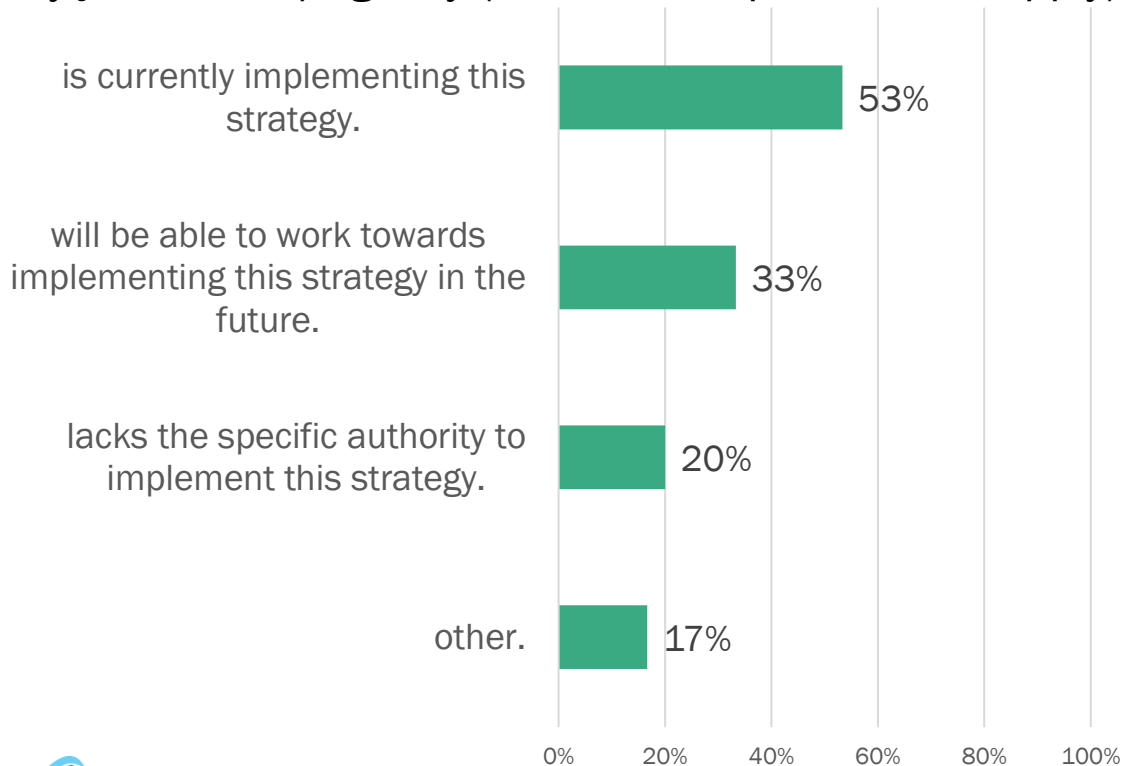 is currently implementing this
strategy.
53%
will be able to work towards
implementing this strategy in the
future.
33%
lacks the specific authority to
implement this strategy.
20%
other.
17%
0% 20% 40% 60% 80% 100%